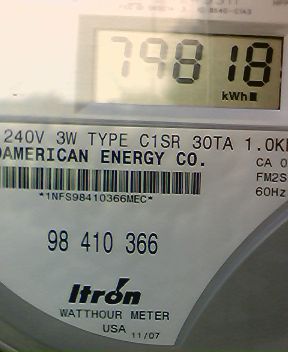 79818
kWh
240V 3W TYPE C1SR 30TA 1.0K
AMERICAN ENERGY CO.
CA 0
FM2S
60Hz
*1NFS98410366MEC*
98 410 366
Itrón
WATTHOUR METER
USA 11/07